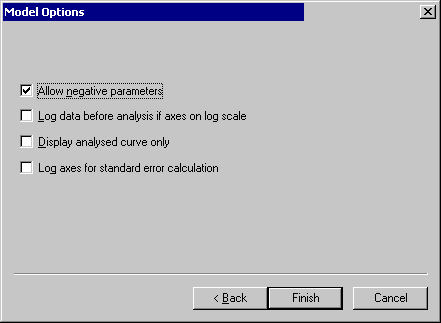 Model Options
Allow negative parameters
Log data before analysis if axes on log scale
Display analysed curve only
Log axes for standard error calculation
< Back
Finish
Cancel